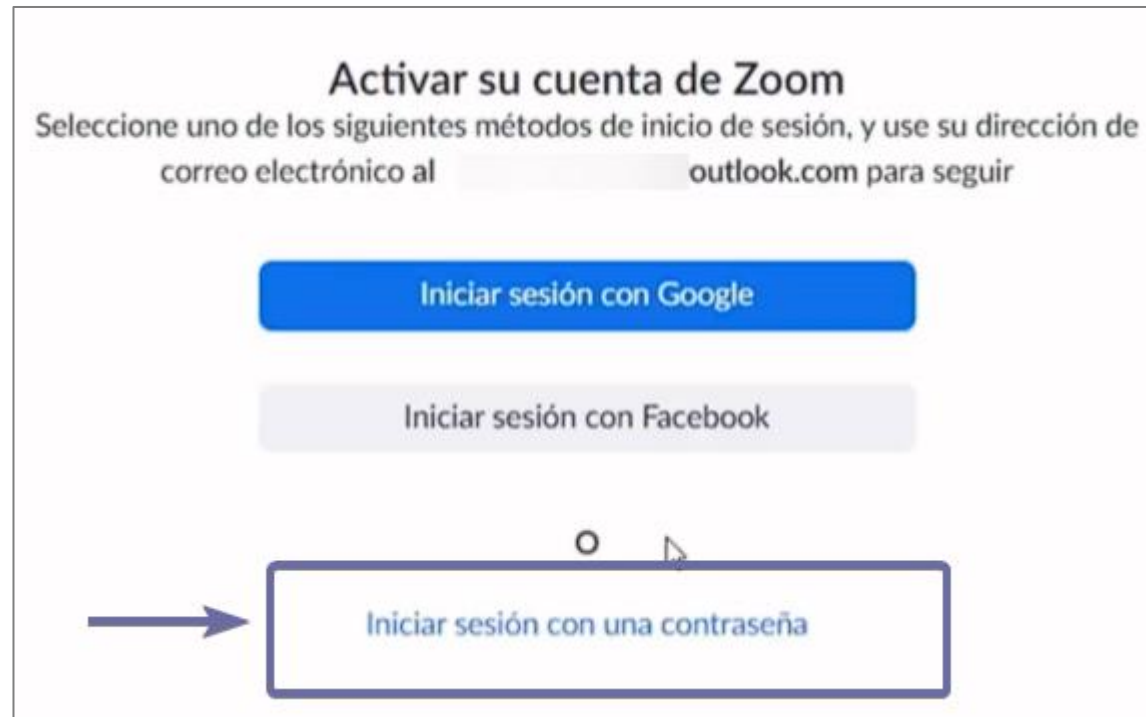 Activar su cuenta de Zoom
Seleccione uno de los siguientes métodos de inicio de sesión, y use su dirección de
correo electrónico al outlook.com para seguir
Iniciar sesión con Google
Iniciar sesión con Facebook
O
Iniciar sesión con una contraseña